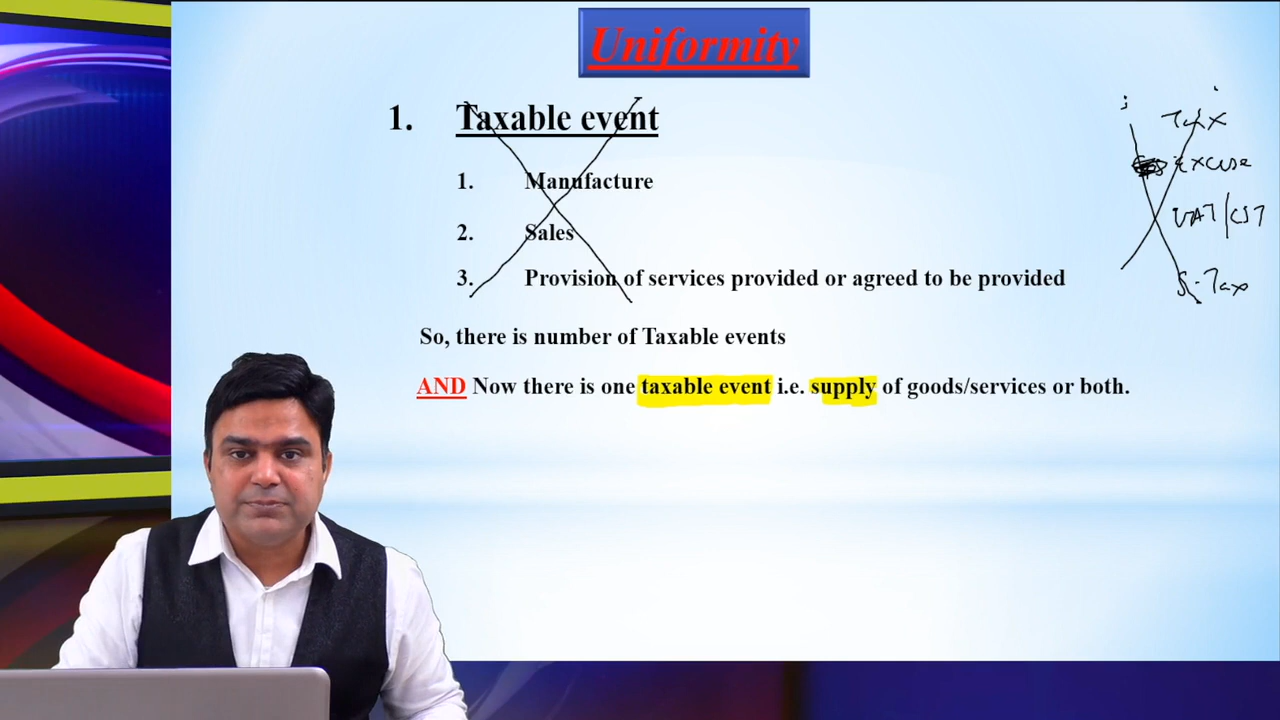 Uniformity
1. Taxable event
1. Manufacture
2. Sales
3. Provision of services provided or agreed to be provided
So, there is number of Taxable events
AND Now there is one taxable event i.e. supply of goods/services or both.
Tax
Excise
VAT/CST
S. Tax